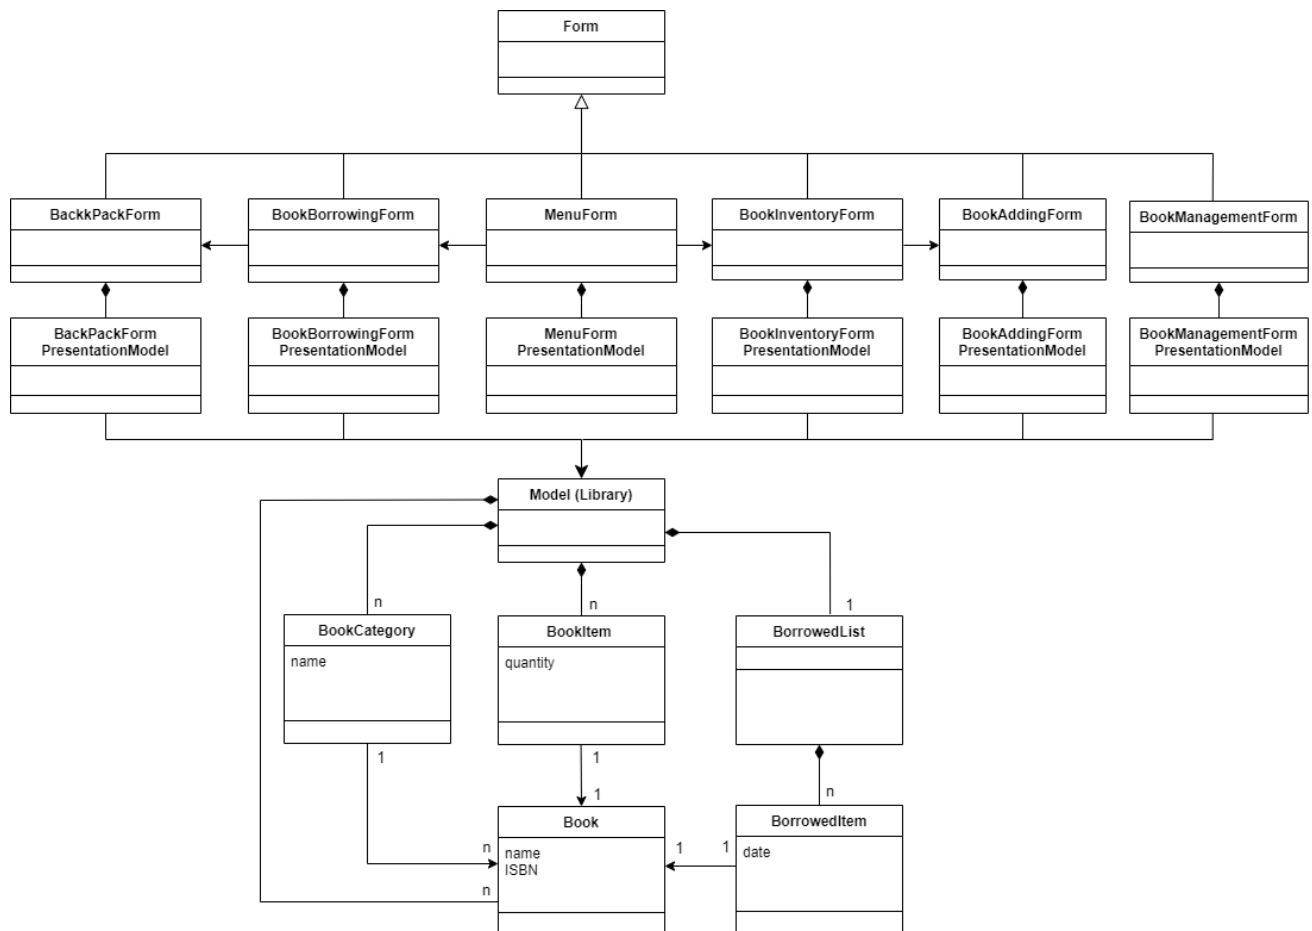 Form
BackkPackForm
BookBorrowingForm
MenuForm
BookInventoryForm
BookAddingForm
BookManagementForm
BackPackForm
PresentationModel
BookBorrowingForm
PresentationModel
MenuForm
PresentationModel
BookInventoryForm
PresentationModel
BookAddingForm
PresentationModel
BookManagementForm
PresentationModel
Model (Library)
n
n
1
BookCategory
name
BookItem
quantity
BorrowedList
1
1
1
n
n
n
Book
name
ISBN
1
1
BorrowedItem
date